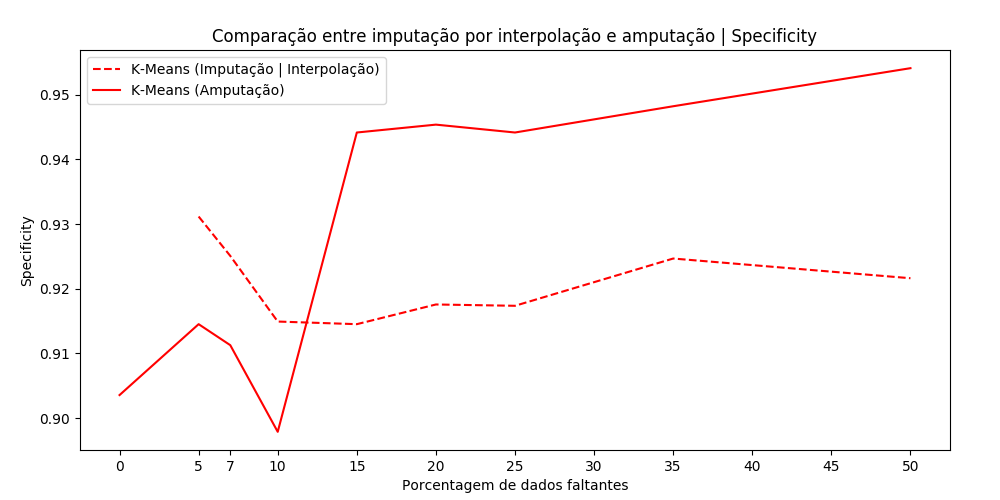 Comparação entre imputação por interpolação e amputação | Specificity
K-Means (Imputação | Interpolação)
K-Means (Amputação)
0.95
0.94
0.93
0.92
0.91
0.90
Specificity
0 5 7 10 15 20 25 30 35 40 45 50
Porcentagem de dados faltantes